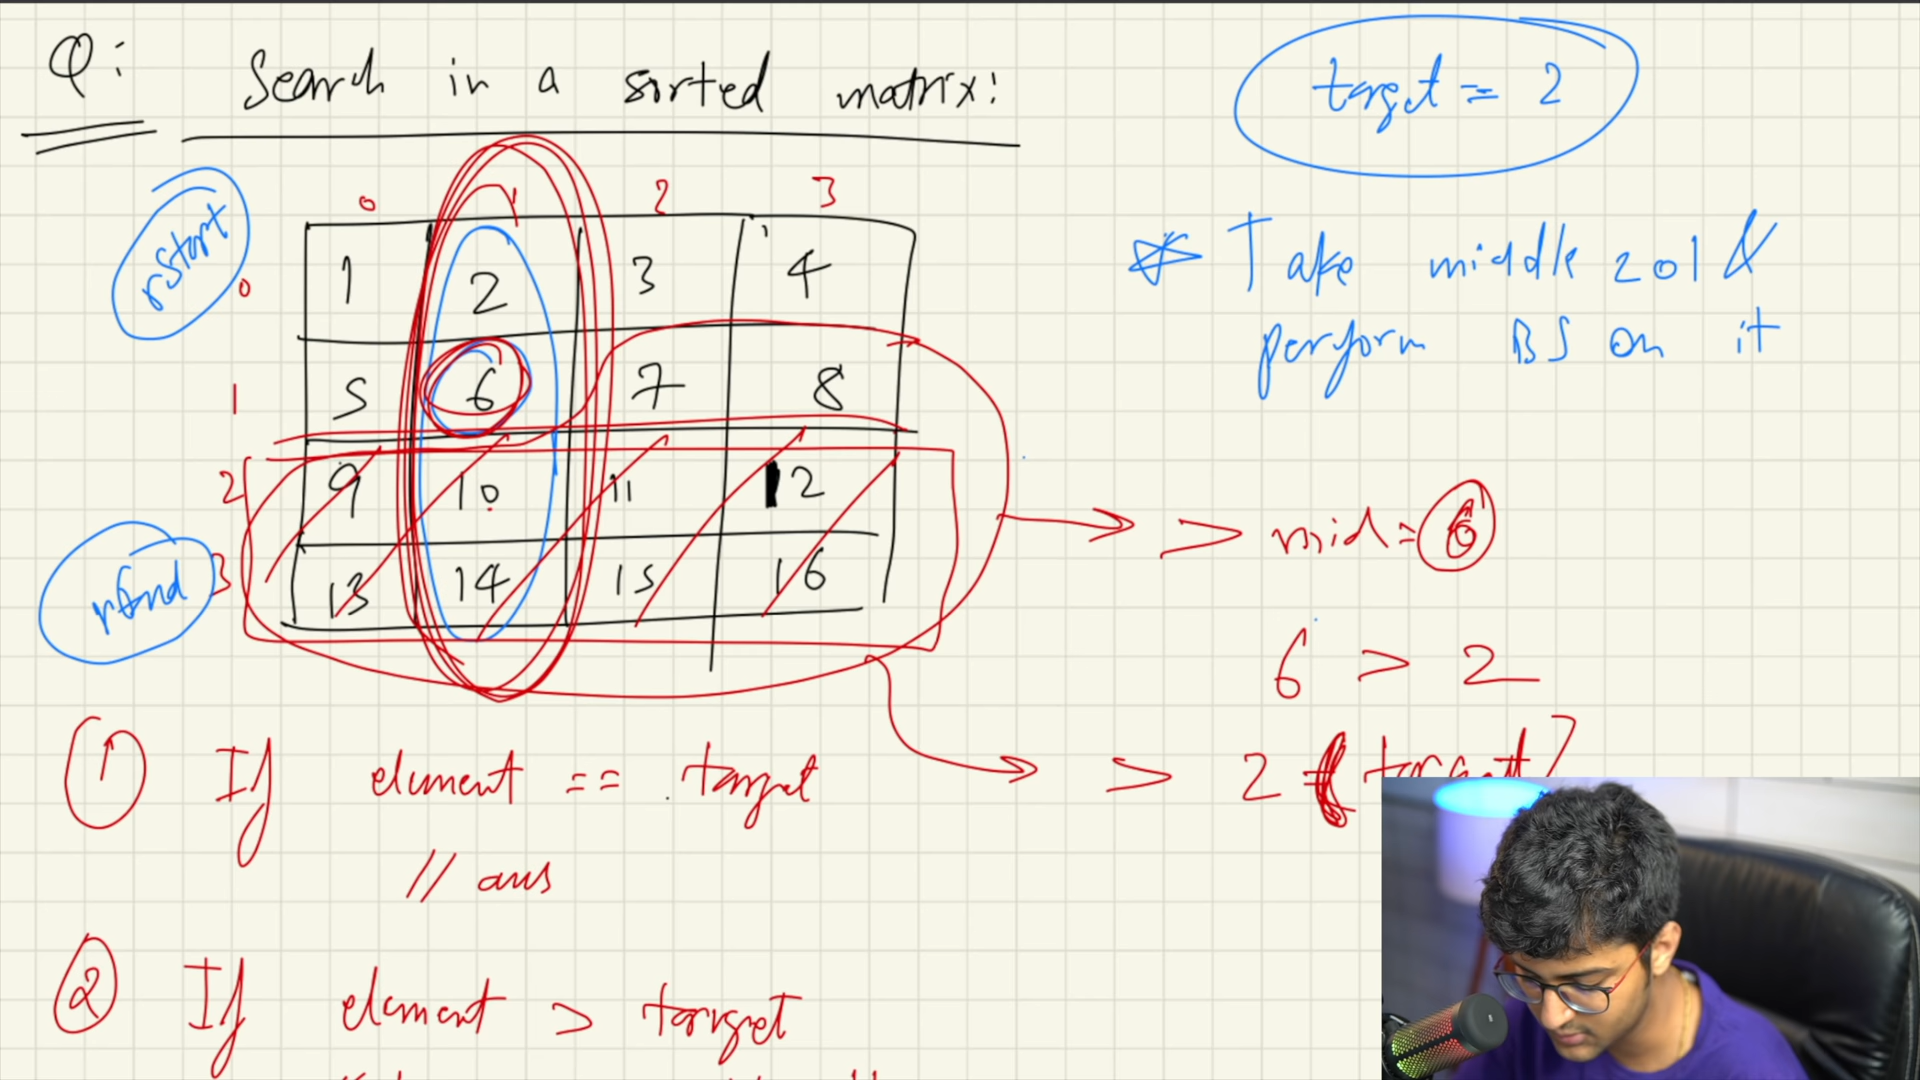 Q: Search in a sorted matrix:
target = 2
0 1 2 3
rstart
0 1 2 3 4
1 5 6 7 8
2 9 10 11 12
3 13 14 15 16
rEnd
* Take middle col &
perform BS on it
> mid = 6
6 > 2
> 2 (target)
① If element == target
// ans
② If element > target